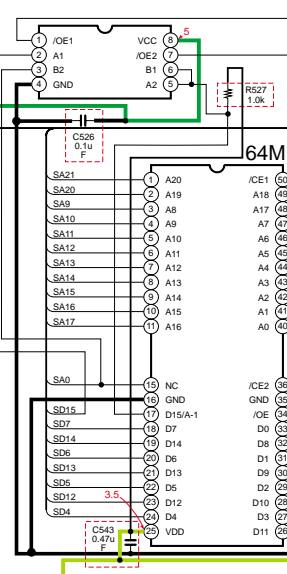 5
1 /OE1 VCC 8
2 A1 /OE2 7
3 B2 B1 6
4 GND A2 5
R527
1.0k
C526
0.1u
F
64M
SA21 1 A20 /CE1 50
SA20 2 A19 A18 49
SA9 3 A8 A17 48
SA10 4 A9 A7 47
SA11 5 A10 A6 46
SA12 6 A11 A5 45
SA13 7 A12 A4 44
SA14 8 A13 A3 43
SA15 9 A14 A2 42
SA16 10 A15 A1 41
SA17 11 A16 A0 40
SA0 15 NC /CE2 36
16 GND GND 35
SD15 17 D15/A-1 /OE 34
SD7 18 D7 D0 33
SD14 19 D14 D8 32
SD6 20 D6 D1 31
SD13 21 D13 D9 30
SD5 22 D5 D2 29
SD12 23 D12 D10 28
SD4 24 D4 D3 27
3.5
25 VDD D11 26
C543
0.47u
F